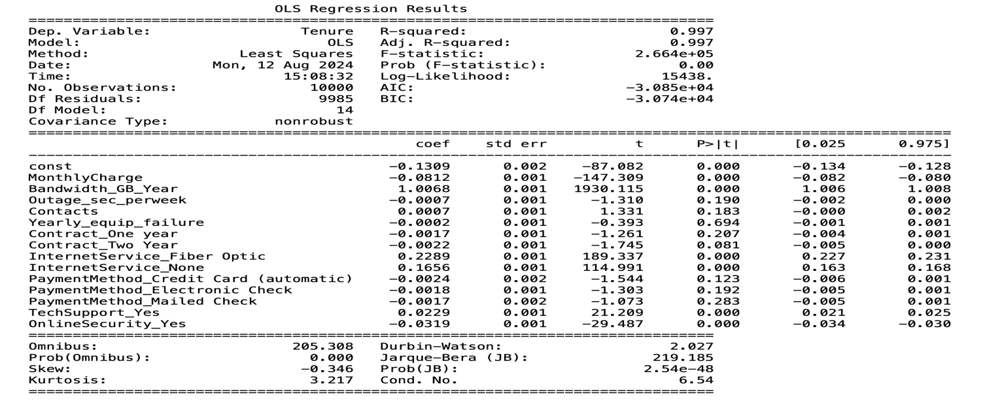 OLS Regression Results
==============================================================================
Dep. Variable: Tenure R-squared: 0.997
Model: OLS Adj. R-squared: 0.997
Method: Least Squares F-statistic: 2.664e+05
Date: Mon, 12 Aug 2024 Prob (F-statistic): 0.00
Time: 15:08:32 Log-Likelihood: 15438.
No. Observations: 10000 AIC: -3.085e+04
Df Residuals: 9985 BIC: -3.074e+04
Df Model: 14
Covariance Type: nonrobust
=========================================================================================================
coef std err t P>|t| [0.025 0.975]
---------------------------------------------------------------------------------------------------------
const -0.1309 0.002 -87.082 0.000 -0.134 -0.128
MonthlyCharge -0.0812 0.001 -147.309 0.000 -0.082 -0.080
Bandwidth_GB_Year 1.0068 0.001 1930.115 0.000 1.006 1.008
Outage_sec_perweek -0.0007 0.001 -1.310 0.190 -0.002 0.000
Contacts 0.0007 0.001 1.331 0.183 -0.000 0.002
Yearly_equip_failure -0.0002 0.001 -0.393 0.694 -0.001 0.001
Contract_One year -0.0017 0.001 -1.261 0.207 -0.004 0.001
Contract_Two Year -0.0022 0.001 -1.745 0.081 -0.005 0.000
InternetService_Fiber Optic 0.2289 0.001 189.337 0.000 0.227 0.231
InternetService_None 0.1656 0.001 114.991 0.000 0.163 0.168
PaymentMethod_Credit Card (automatic) -0.0024 0.002 -1.544 0.123 -0.006 0.001
PaymentMethod_Electronic Check -0.0018 0.001 -1.303 0.192 -0.005 0.001
PaymentMethod_Mailed Check -0.0017 0.002 -1.073 0.283 -0.005 0.001
TechSupport_Yes 0.0229 0.001 21.209 0.000 0.021 0.025
OnlineSecurity_Yes -0.0319 0.001 -29.487 0.000 -0.034 -0.030
==============================================================================
Omnibus: 205.308 Durbin-Watson: 2.027
Prob(Omnibus): 0.000 Jarque-Bera (JB): 219.185
Skew: -0.346 Prob(JB): 2.54e-48
Kurtosis: 3.217 Cond. No. 6.54
==============================================================================